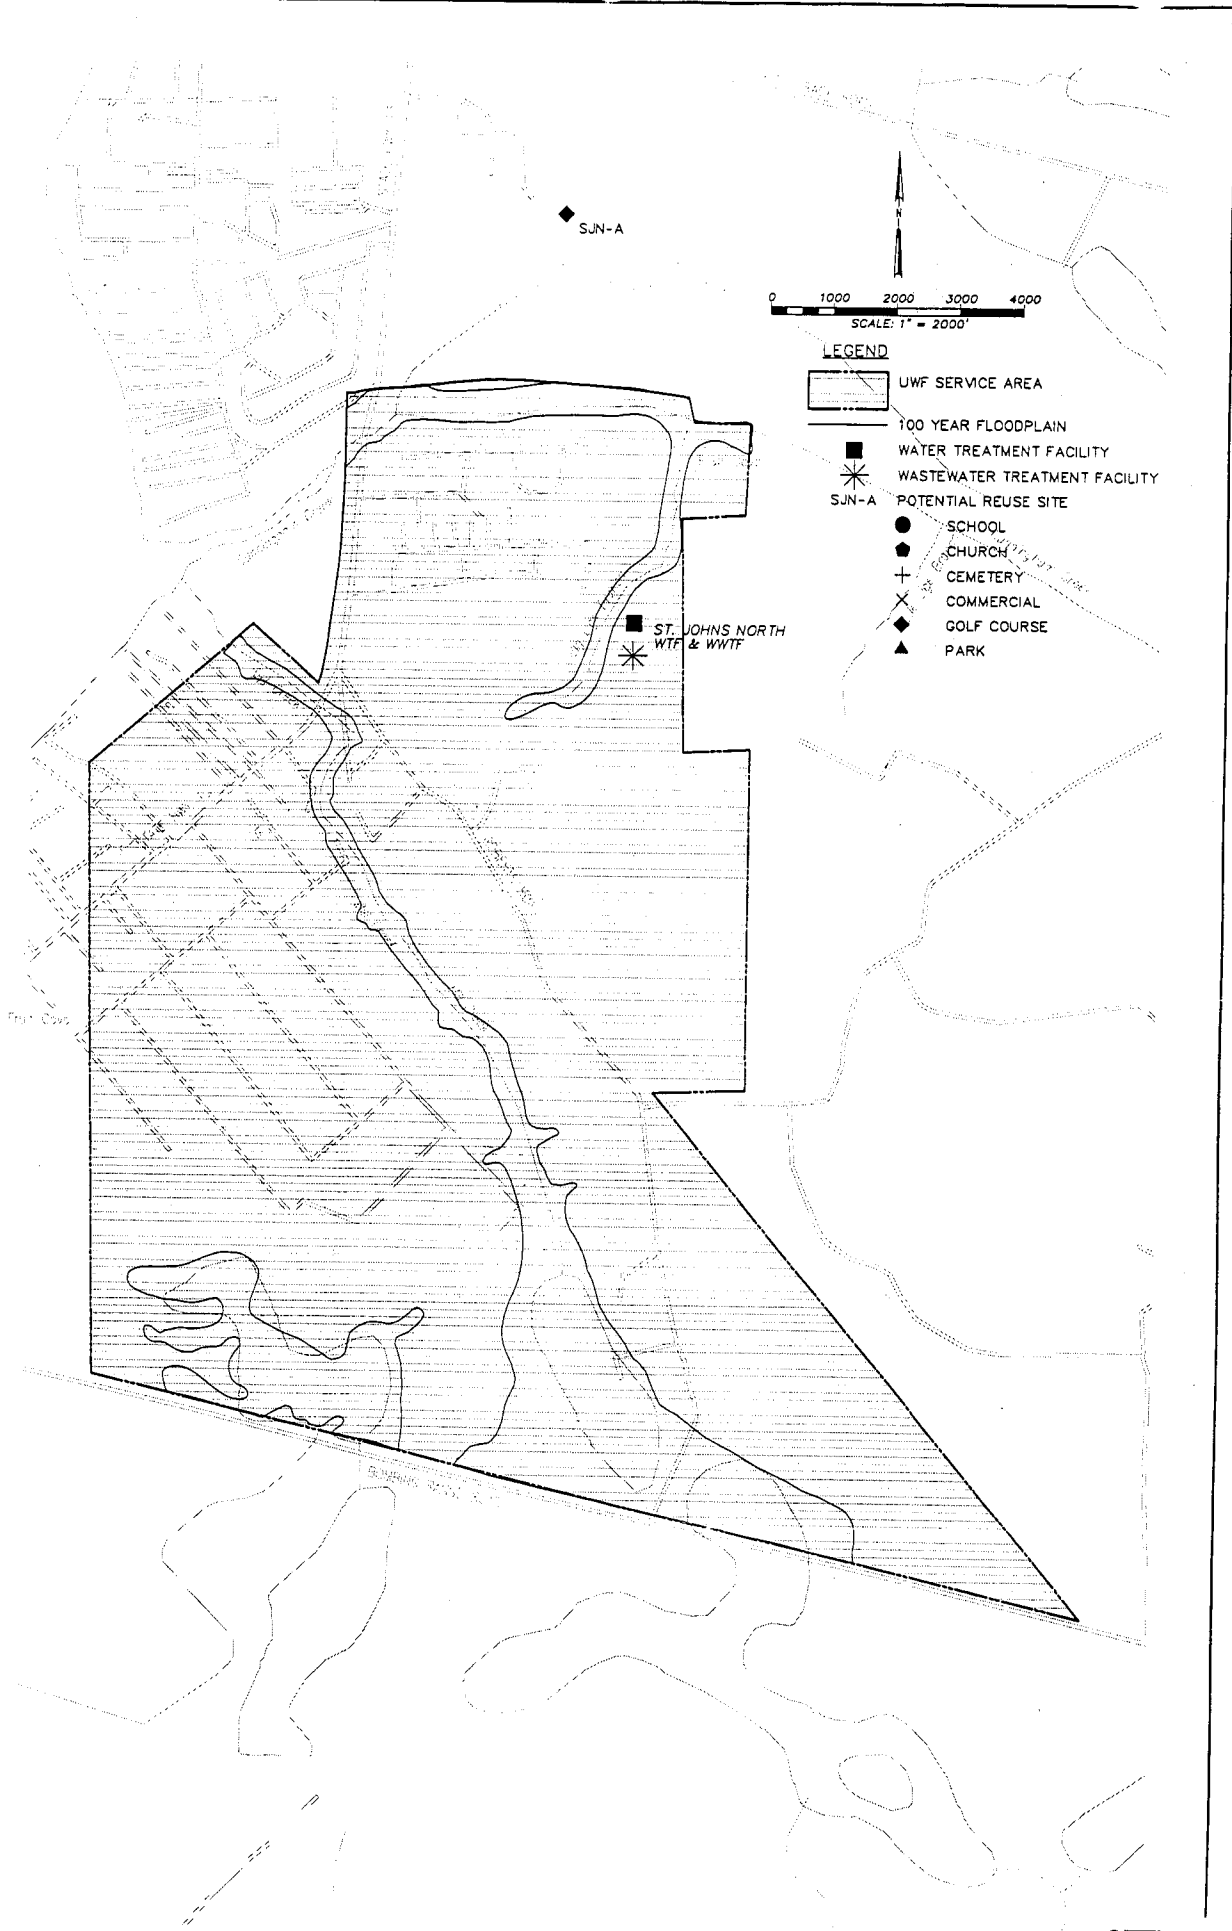 SJN-A
N
0 1000 2000 3000 4000
SCALE: 1" = 2000'
LEGEND
UWF SERVICE AREA
100 YEAR FLOODPLAIN
WATER TREATMENT FACILITY
WASTEWATER TREATMENT FACILITY
SJN-A POTENTIAL REUSE SITE
SCHOOL
CHURCH
CEMETERY
COMMERCIAL
GOLF COURSE
PARK
ST. JOHNS NORTH
WTF & WWTF